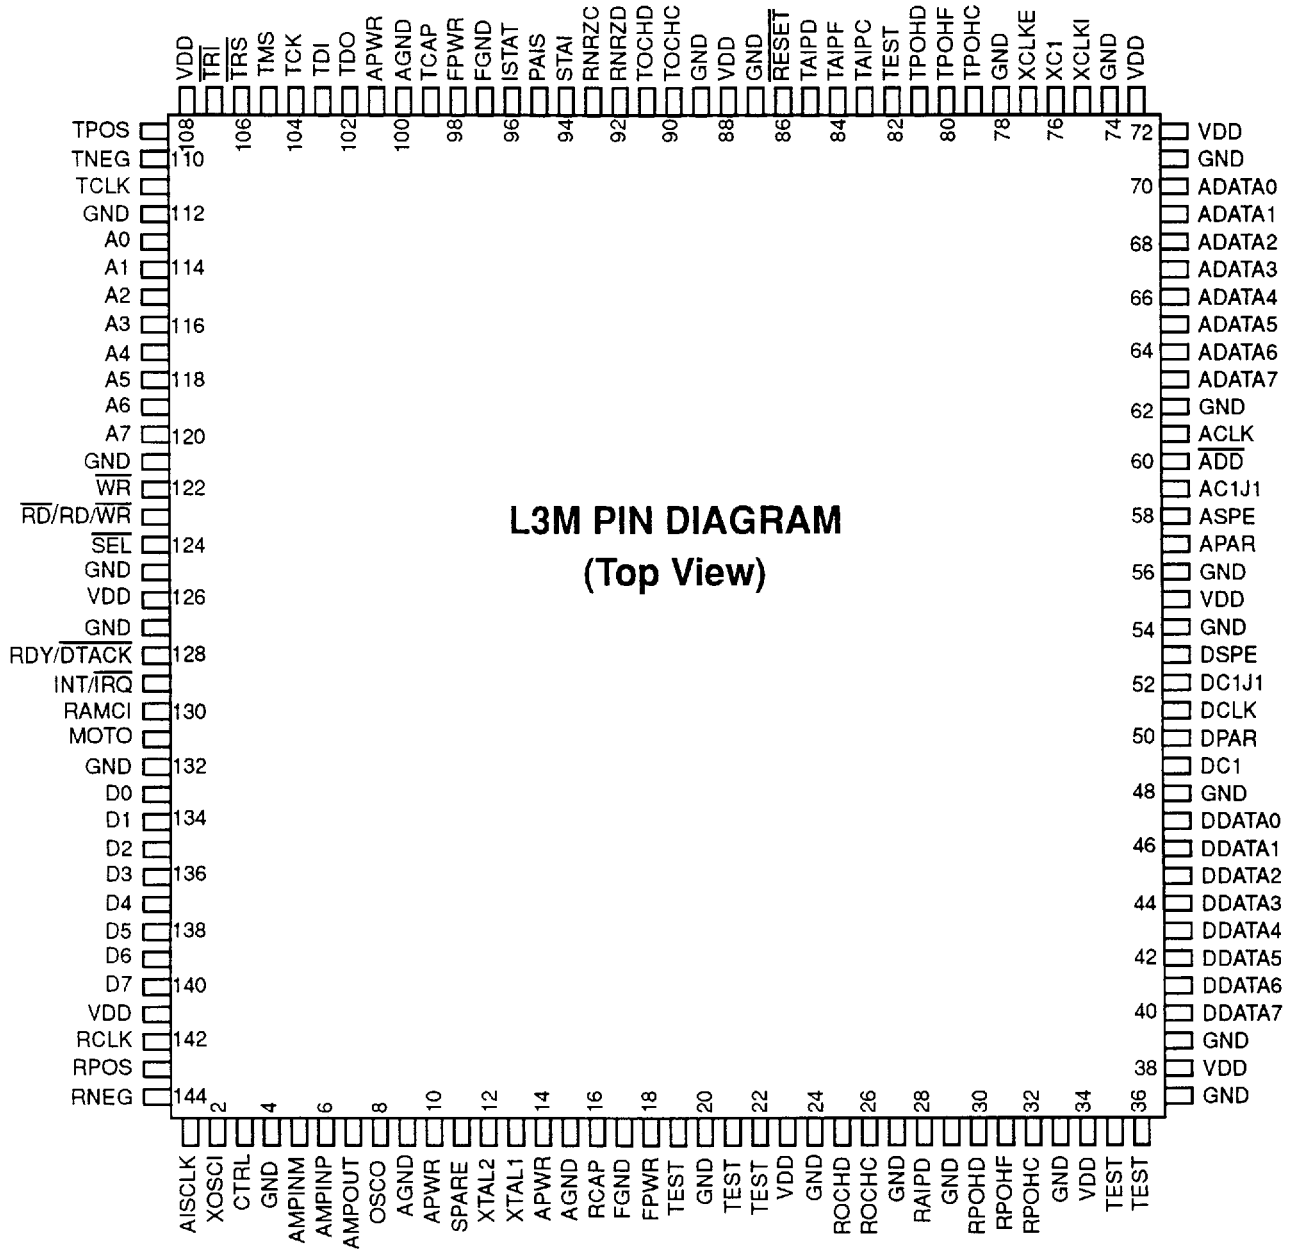 VDD
TRI
TRS
TMS
TCK
TDI
TDO
APWR
AGND
TCAP
FPWR
FGND
ISTAT
PAIS
STAI
RNRZC
RNRZD
TOCHD
TOCHC
GND
VDD
GND
RESET
TAIPD
TAIPF
TAIPC
TEST
TPOHD
TPOHF
TPOHC
GND
XCLKE
XC1
XCLKI
GND
VDD
108
106
104
102
100
98
96
94
92
90
88
86
84
82
80
78
76
74
TPOS
TNEG 110
TCLK
GND 112
A0
A1 114
A2
A3 116
A4
A5 118
A6
A7 120
GND
WR 122
RD/RD/WR
SEL 124
GND
VDD 126
GND
RDY/DTACK 128
INT/IRQ
RAMCI 130
MOTO
GND 132
D0
D1 134
D2
D3 136
D4
D5 138
D6
D7 140
VDD
RCLK 142
RPOS
RNEG 144
L3M PIN DIAGRAM
(Top View)
72 VDD
GND
70 ADATA0
ADATA1
68 ADATA2
ADATA3
66 ADATA4
ADATA5
64 ADATA6
ADATA7
62 GND
ACLK
60 ADD
AC1J1
58 ASPE
APAR
56 GND
VDD
54 GND
DSPE
52 DC1J1
DCLK
50 DPAR
DC1
48 GND
DDATA0
46 DDATA1
DDATA2
44 DDATA3
DDATA4
42 DDATA5
DDATA6
40 DDATA7
GND
38 VDD
GND
2
4
6
8
10
12
14
16
18
20
22
24
26
28
30
32
34
36
AISCLK
XOSCI
CTRL
GND
AMPINM
AMPINP
AMPOUT
OSCO
AGND
APWR
SPARE
XTAL2
XTAL1
APWR
AGND
RCAP
FGND
FPWR
TEST
GND
TEST
TEST
VDD
GND
ROCHD
ROCHC
GND
RAIPD
GND
RPOHD
RPOHF
RPOHC
GND
VDD
TEST
TEST